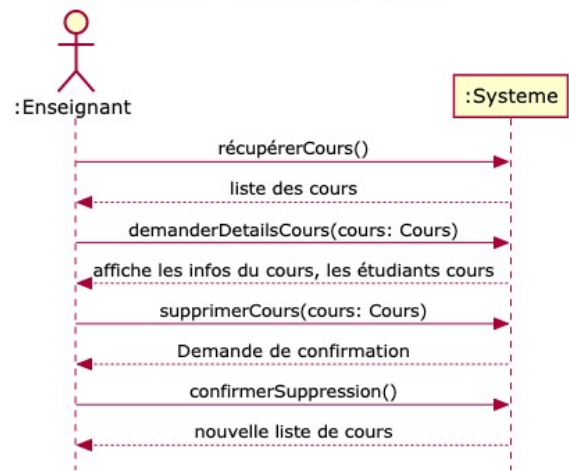 :Enseignant
:Systeme
récupérerCours()
liste des cours
demanderDetailsCours(cours: Cours)
affiche les infos du cours, les étudiants cours
supprimerCours(cours: Cours)
Demande de confirmation
confirmerSuppression()
nouvelle liste de cours